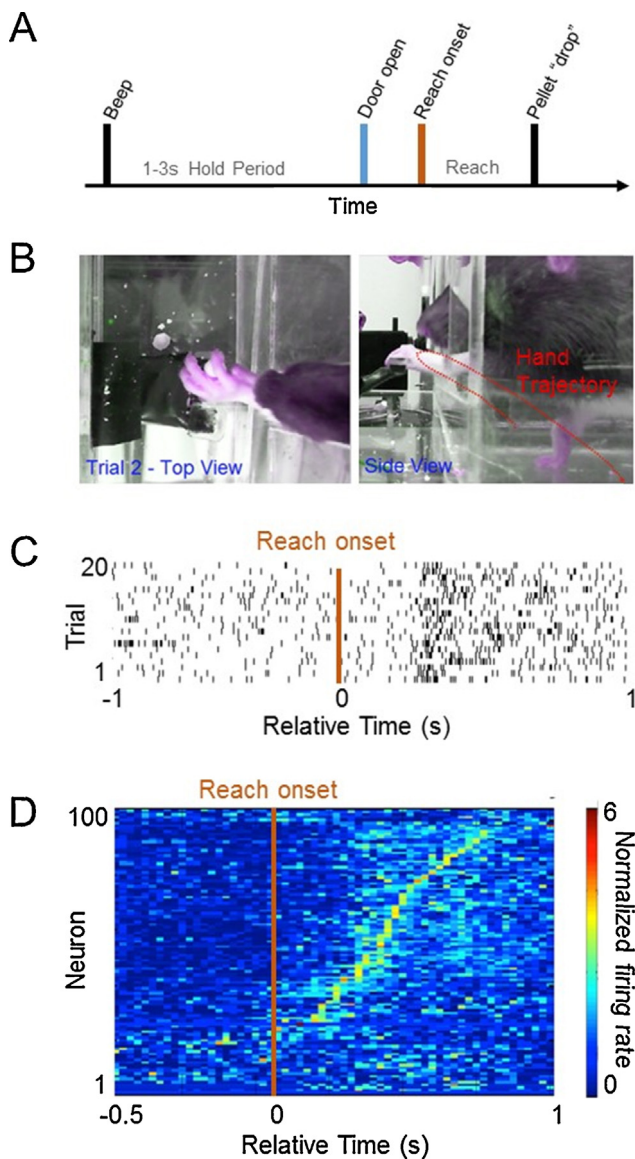 A
Beep
Door open
Reach onset
Pellet “drop”
1-3s Hold Period
Reach
Time
B
Trial 2 - Top View
Hand
Trajectory
Side View
C
Reach onset
20
Trial
1
-1
0
1
Relative Time (s)
D
Reach onset
100
Neuron
1
-0.5
0
1
Relative Time (s)
6
Normalized firing rate
0